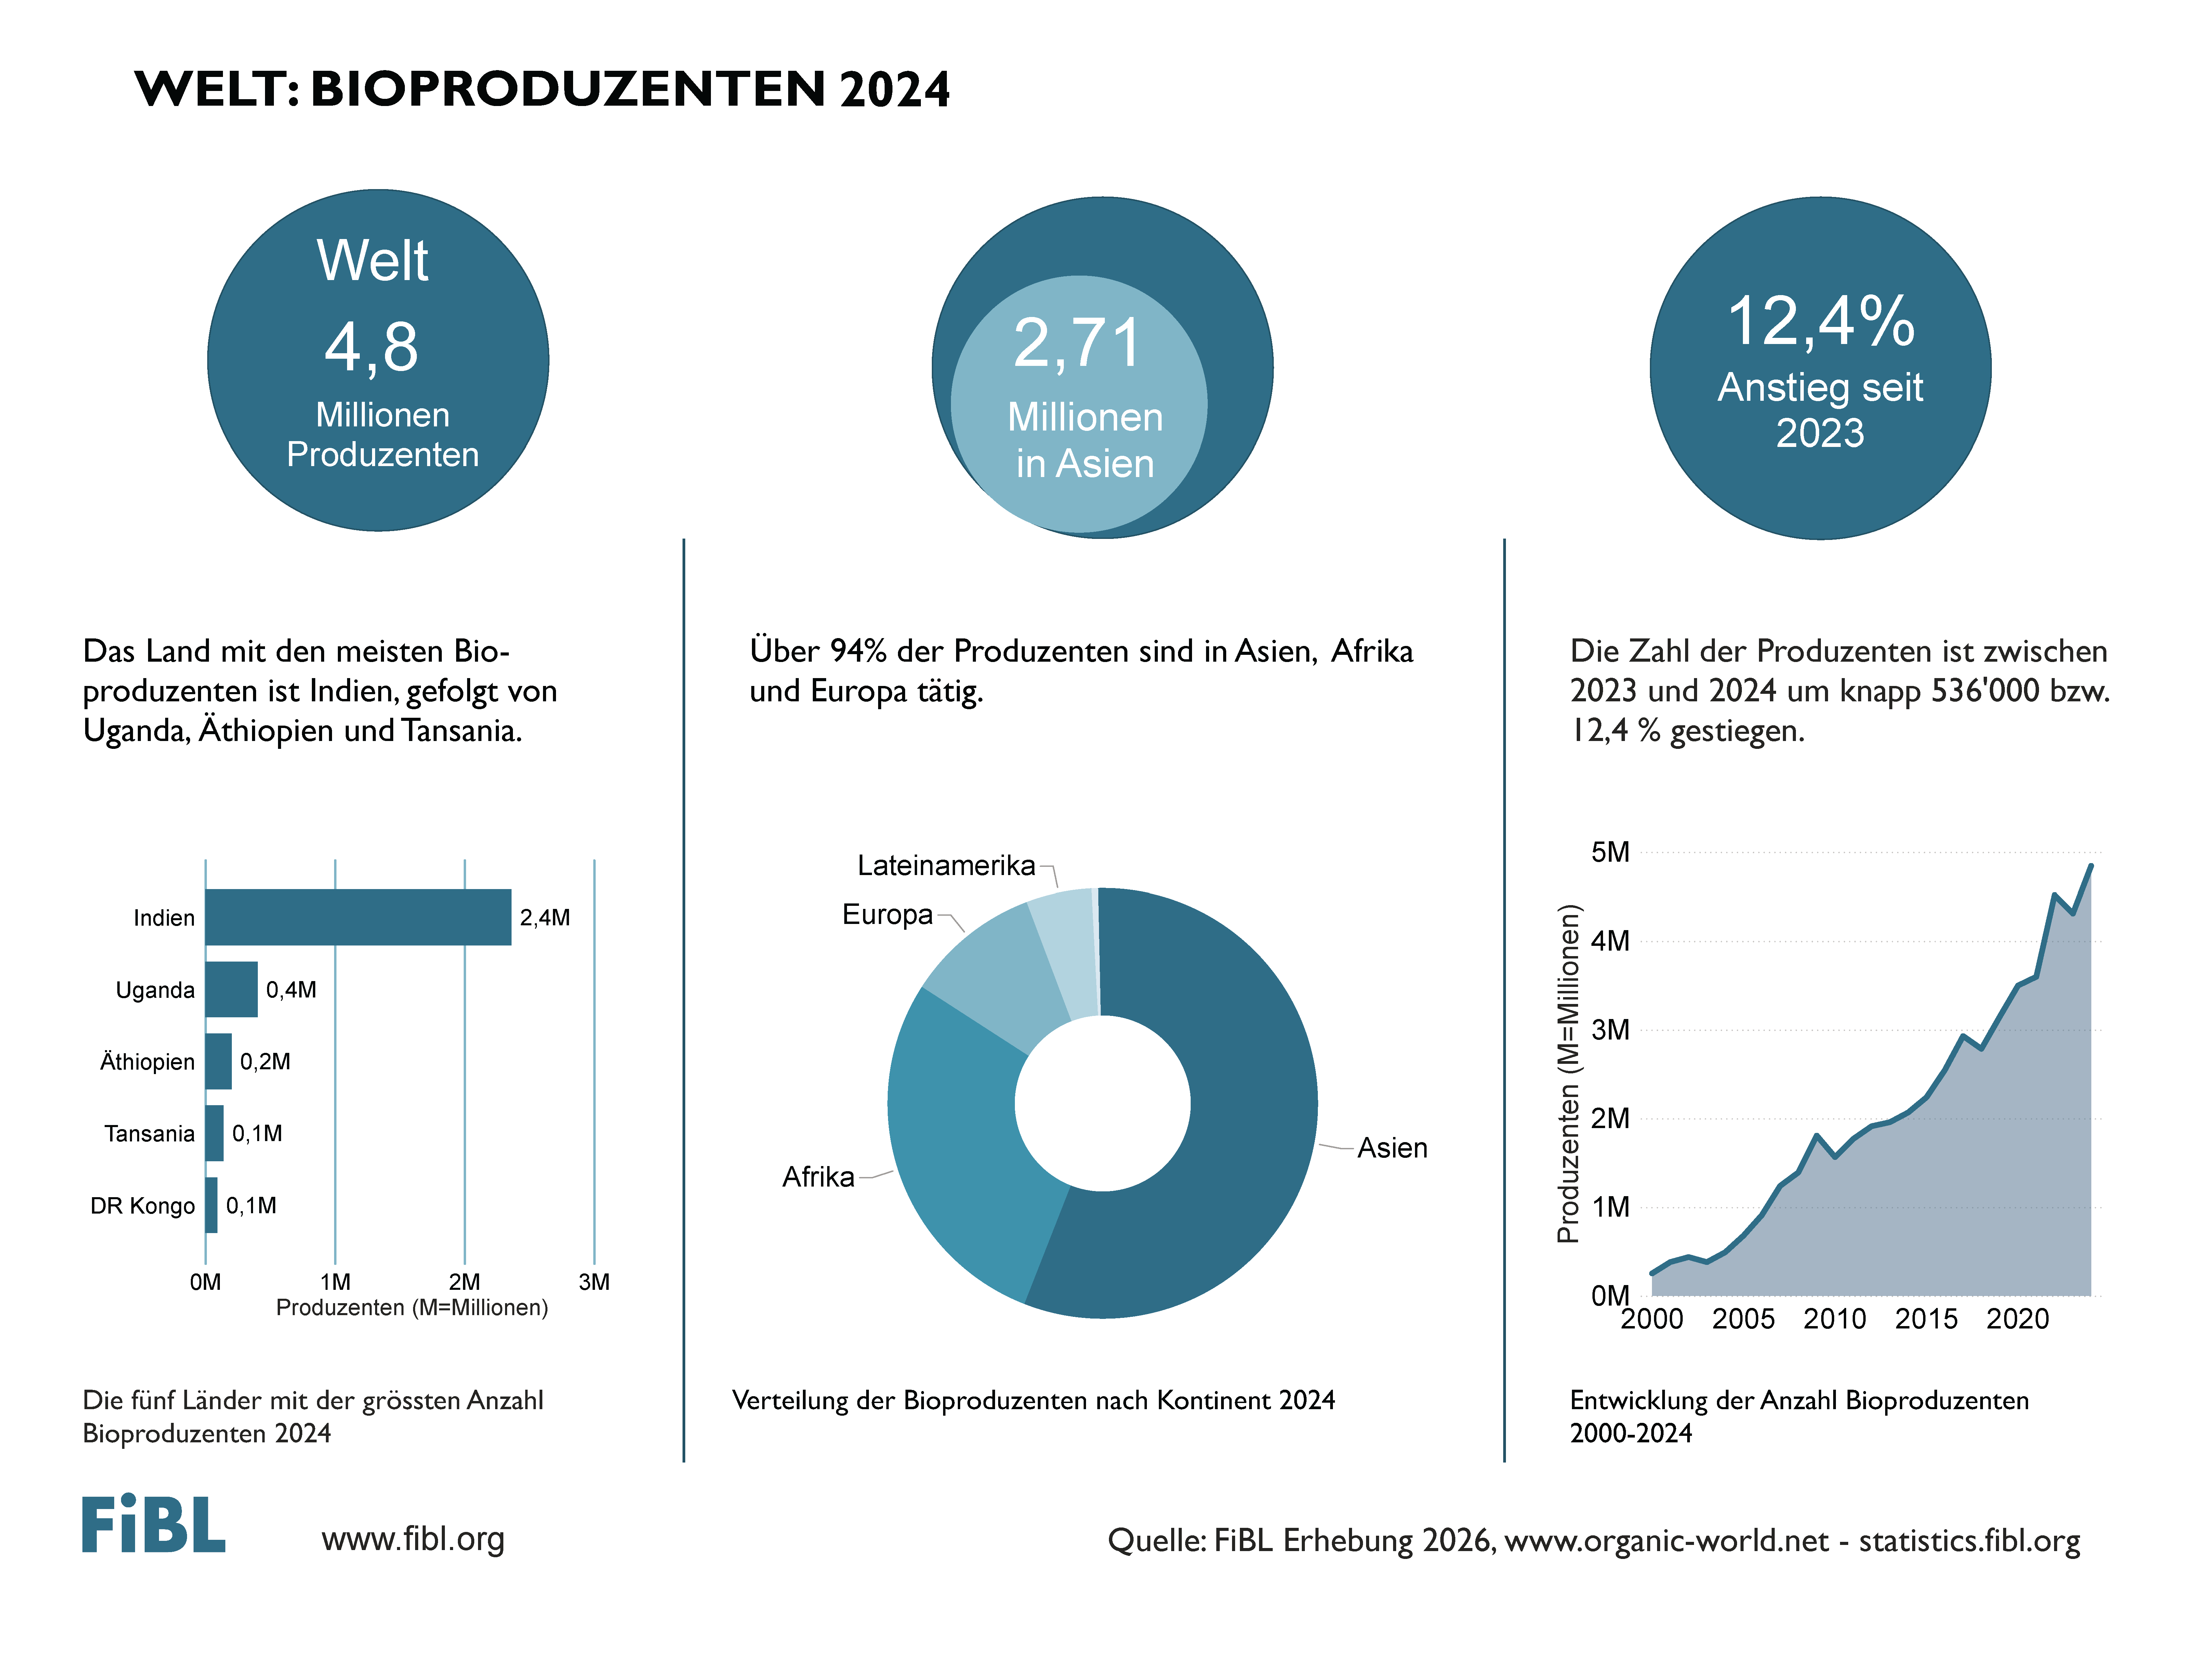 WELT: BIOPRODUZENTEN 2024
Welt
4,8
Millionen
Produzenten
2,71
Millionen
in Asien
12,4%
Anstieg seit
2023
Das Land mit den meisten Bio-
produzenten ist Indien, gefolgt von
Uganda, Äthiopien und Tansania.
Über 94% der Produzenten sind in Asien, Afrika
und Europa tätig.
Die Zahl der Produzenten ist zwischen
2023 und 2024 um knapp 536'000 bzw.
12,4 % gestiegen.
Indien 2,4M
Uganda 0,4M
Äthiopien 0,2M
Tansania 0,1M
DR Kongo 0,1M
0M 1M 2M 3M
Produzenten (M=Millionen)
Die fünf Länder mit der grössten Anzahl
Bioproduzenten 2024
Lateinamerika
Europa
Asien
Afrika
Verteilung der Bioproduzenten nach Kontinent 2024
Produzenten (M=Millionen)
5M
4M
3M
2M
1M
0M
2000 2005 2010 2015 2020
Entwicklung der Anzahl Bioproduzenten
2000-2024
FiBL
www.fibl.org
Quelle: FiBL Erhebung 2026, www.organic-world.net - statistics.fibl.org